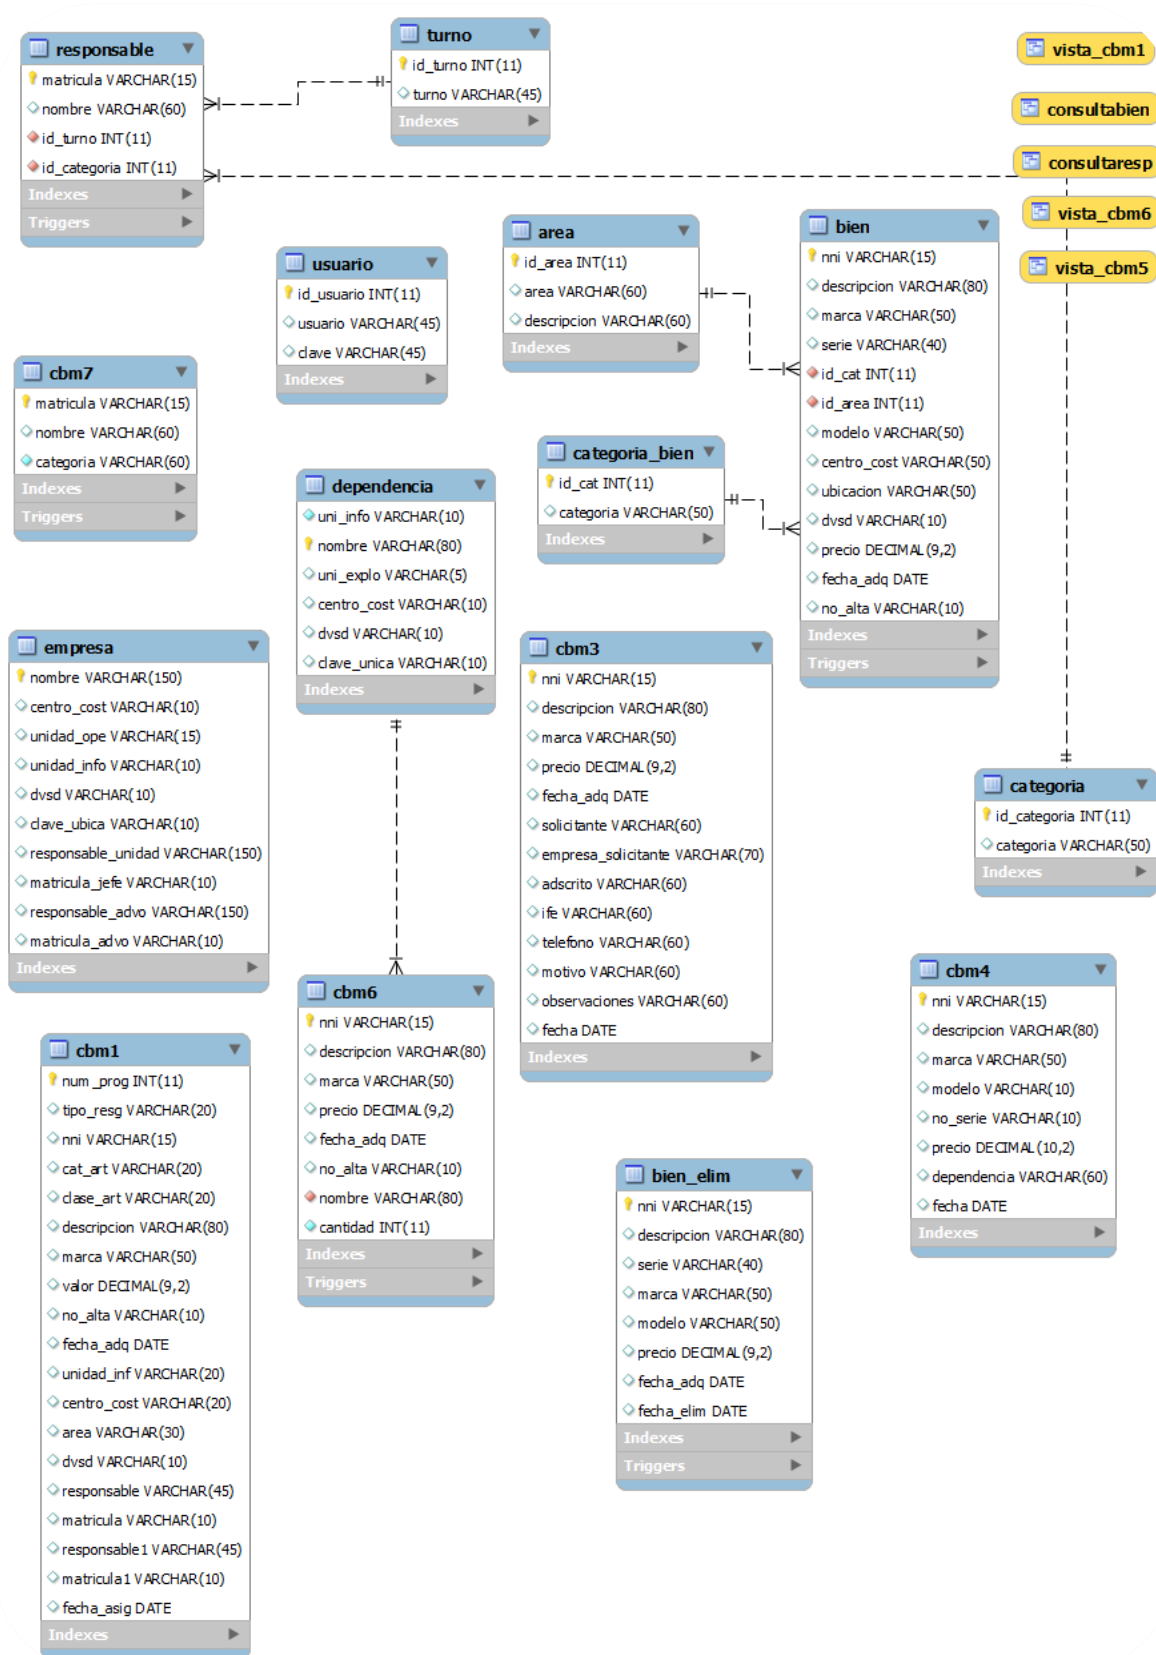 responsable
matricula VARCHAR(15)
nombre VARCHAR(60)
id_turno INT(11)
id_categoria INT(11)
Indexes
Triggers
turno
id_turno INT(11)
turno VARCHAR(45)
Indexes
vista_cbm1
consultabien
consultaresp
vista_cbm6
vista_cbm5
usuario
id_usuario INT(11)
usuario VARCHAR(45)
clave VARCHAR(45)
Indexes
area
id_area INT(11)
area VARCHAR(60)
descripcion VARCHAR(60)
Indexes
bien
nni VARCHAR(15)
descripcion VARCHAR(80)
marca VARCHAR(50)
serie VARCHAR(40)
id_cat INT(11)
id_area INT(11)
modelo VARCHAR(50)
centro_cost VARCHAR(50)
ubicacion VARCHAR(50)
dvsd VARCHAR(10)
precio DECIMAL(9,2)
fecha_adq DATE
no_alta VARCHAR(10)
Indexes
Triggers
cbm7
matricula VARCHAR(15)
nombre VARCHAR(60)
categoria VARCHAR(60)
Indexes
Triggers
categoria_bien
id_cat INT(11)
categoria VARCHAR(50)
Indexes
dependencia
uni_info VARCHAR(10)
nombre VARCHAR(80)
uni_explo VARCHAR(5)
centro_cost VARCHAR(10)
dvsd VARCHAR(10)
clave_unica VARCHAR(10)
Indexes
empresa
nombre VARCHAR(150)
centro_cost VARCHAR(10)
unidad_ope VARCHAR(15)
unidad_info VARCHAR(10)
dvsd VARCHAR(10)
clave_ubica VARCHAR(10)
responsable_unidad VARCHAR(150)
matricula_jefe VARCHAR(10)
responsable_advo VARCHAR(150)
matricula_advo VARCHAR(10)
Indexes
cbm3
nni VARCHAR(15)
descripcion VARCHAR(80)
marca VARCHAR(50)
precio DECIMAL(9,2)
fecha_adq DATE
solicitante VARCHAR(60)
empresa_solicitante VARCHAR(70)
adscrito VARCHAR(60)
ife VARCHAR(60)
telefono VARCHAR(60)
motivo VARCHAR(60)
observaciones VARCHAR(60)
fecha DATE
Indexes
categoria
id_categoria INT(11)
categoria VARCHAR(50)
Indexes
cbm6
nni VARCHAR(15)
descripcion VARCHAR(80)
marca VARCHAR(50)
precio DECIMAL(9,2)
fecha_adq DATE
no_alta VARCHAR(10)
nombre VARCHAR(80)
cantidad INT(11)
Indexes
Triggers
cbm4
nni VARCHAR(15)
descripcion VARCHAR(80)
marca VARCHAR(50)
modelo VARCHAR(10)
no_serie VARCHAR(10)
precio DECIMAL(10,2)
dependencia VARCHAR(60)
fecha DATE
Indexes
cbm1
num_prog INT(11)
tipo_resg VARCHAR(20)
nni VARCHAR(15)
cat_art VARCHAR(20)
clase_art VARCHAR(20)
descripcion VARCHAR(80)
marca VARCHAR(50)
valor DECIMAL(9,2)
no_alta VARCHAR(10)
fecha_adq DATE
unidad_inf VARCHAR(20)
centro_cost VARCHAR(20)
area VARCHAR(30)
dvsd VARCHAR(10)
responsable VARCHAR(45)
matricula VARCHAR(10)
responsable1 VARCHAR(45)
matricula1 VARCHAR(10)
fecha_asig DATE
Indexes
bien_elim
nni VARCHAR(15)
descripcion VARCHAR(80)
serie VARCHAR(40)
marca VARCHAR(50)
modelo VARCHAR(50)
precio DECIMAL(9,2)
fecha_adq DATE
fecha_elim DATE
Indexes
Triggers